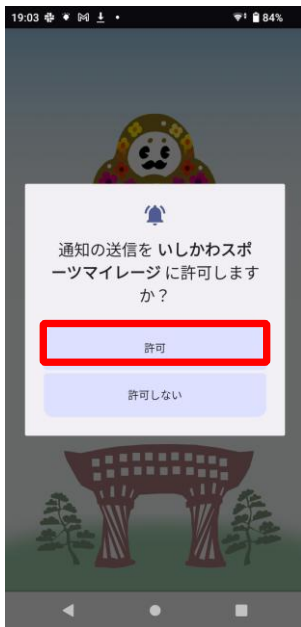 19:03 84%
通知の送信を いしかわスポ
ーツマイレージ に許可します
か？
許可
許可しない